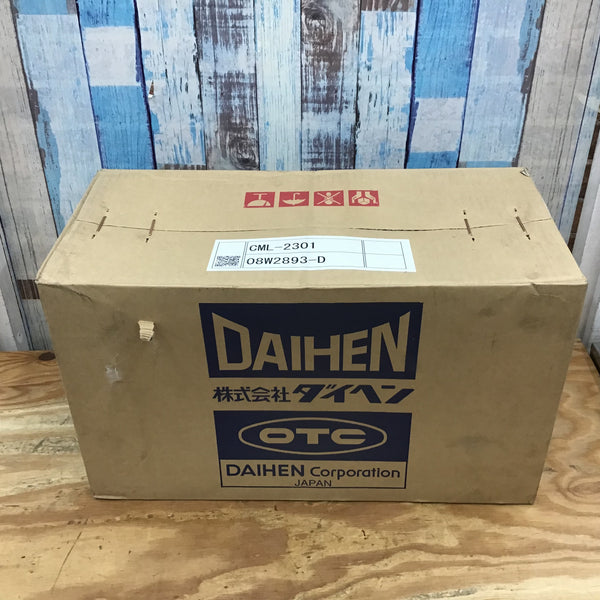 CML-2301
08W2893-D
DAIHEN
株式会社ダイヘン
OTC
DAIHEN Corporation
JAPAN